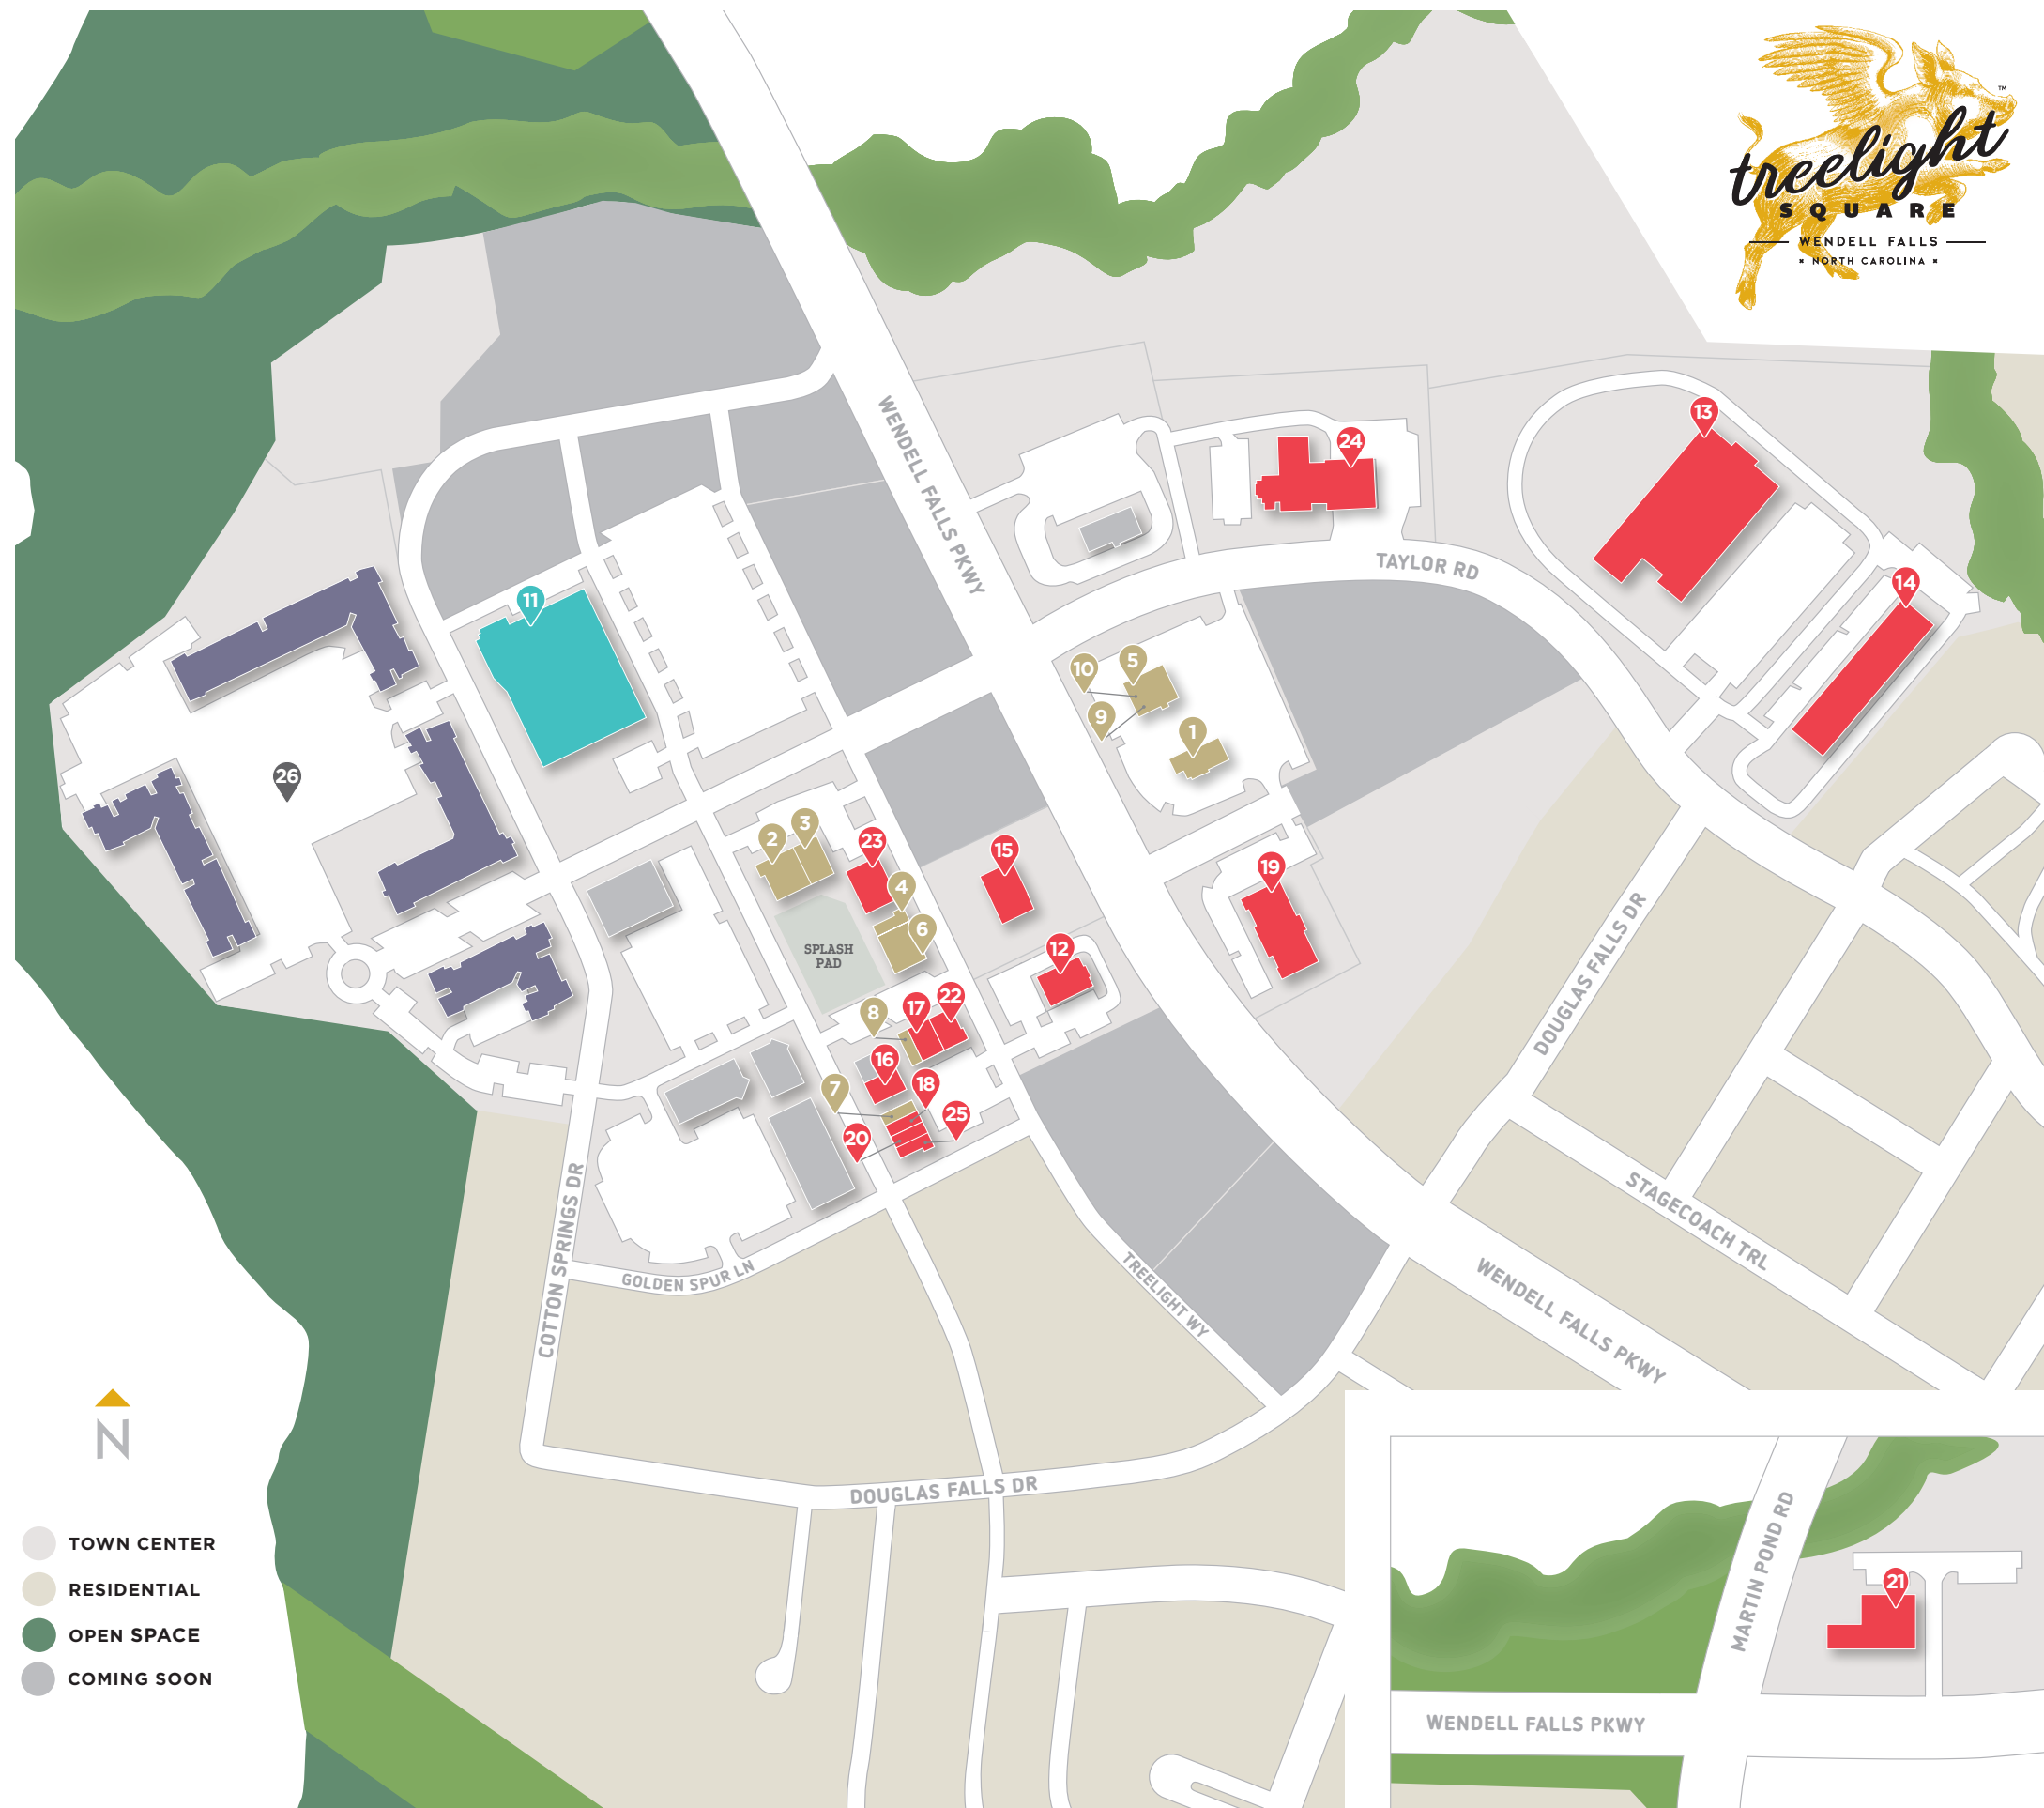 treelight
™
SQUARE
WENDELL FALLS
NORTH CAROLINA
WENDELL FALLS PKWY
TAYLOR RD
13
24
14
11
10
5
9
1
26
2
3
23
4
6
15
19
12
SPLASH
PAD
8
17
22
16
7
18
20
25
DOUGLAS FALLS DR
STAGECOACH TRL
WENDELL FALLS PKWY
COTTON SPRINGS DR
GOLDEN SPUR LN
TREELIGHT WY
DOUGLAS FALLS DR
N
TOWN CENTER
RESIDENTIAL
OPEN SPACE
COMING SOON
MARTIN POND RD
21
WENDELL FALLS PKWY